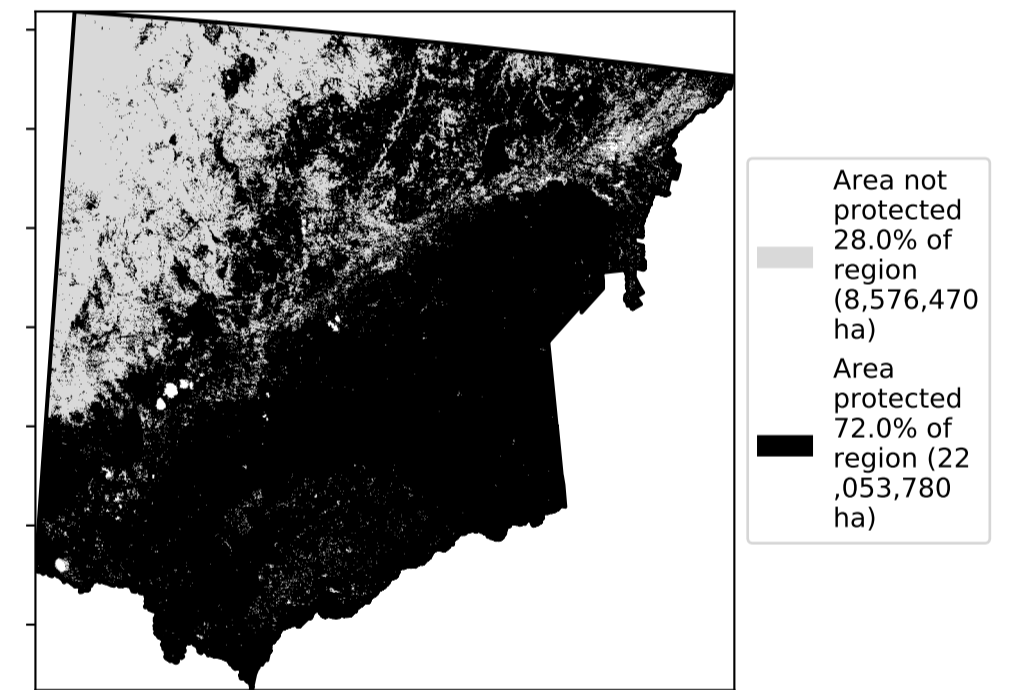 Area not
protected
28.0% of
region
(8,576,470
ha)
Area
protected
72.0% of
region (22
,053,780
ha)